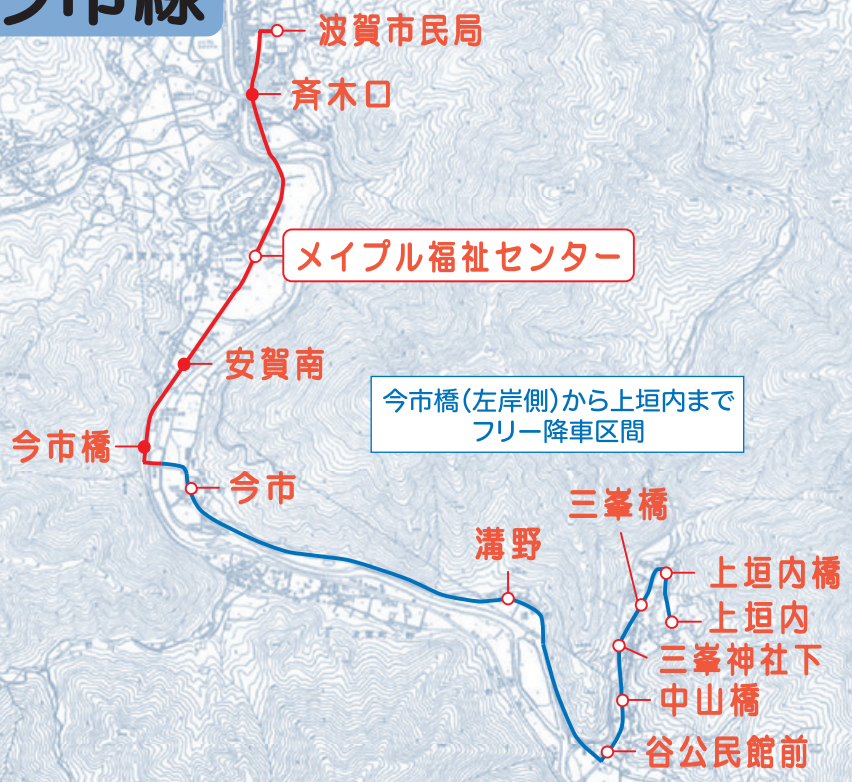 市線
波賀市民局
斉木口
メイプル福祉センター
安賀南
今市橋(左岸側)から上垣内まで
フリー降車区間
今市橋
今市
三峯橋
溝野
上垣内橋
上垣内
三峯神社下
中山橋
谷公民館前